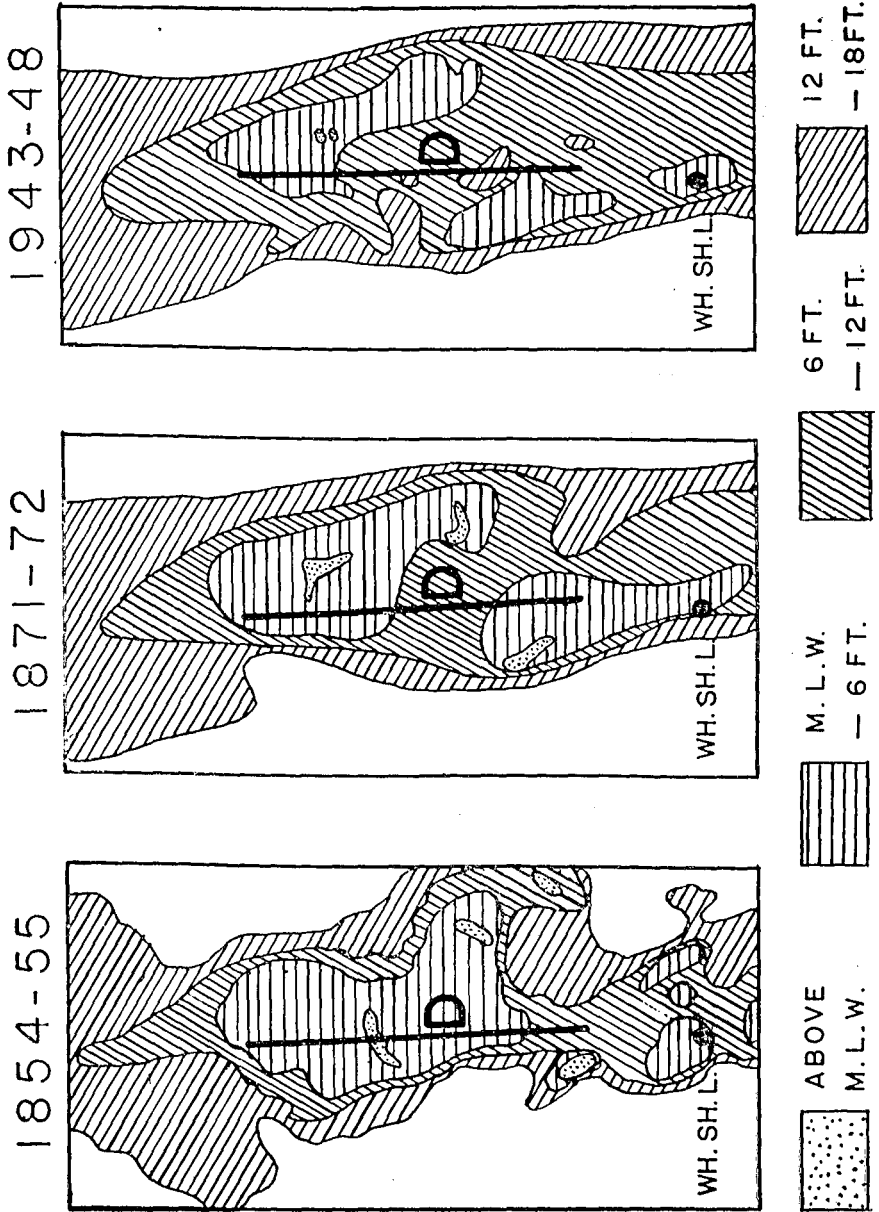 1854-55
D
WH. SH. L.
1871-72
D
WH. SH. L.
1943-48
D
WH. SH. L.
ABOVE
M.L.W.
M.L.W.
— 6 FT.
6 FT.
— 12 FT.
12 FT.
— 18 FT.